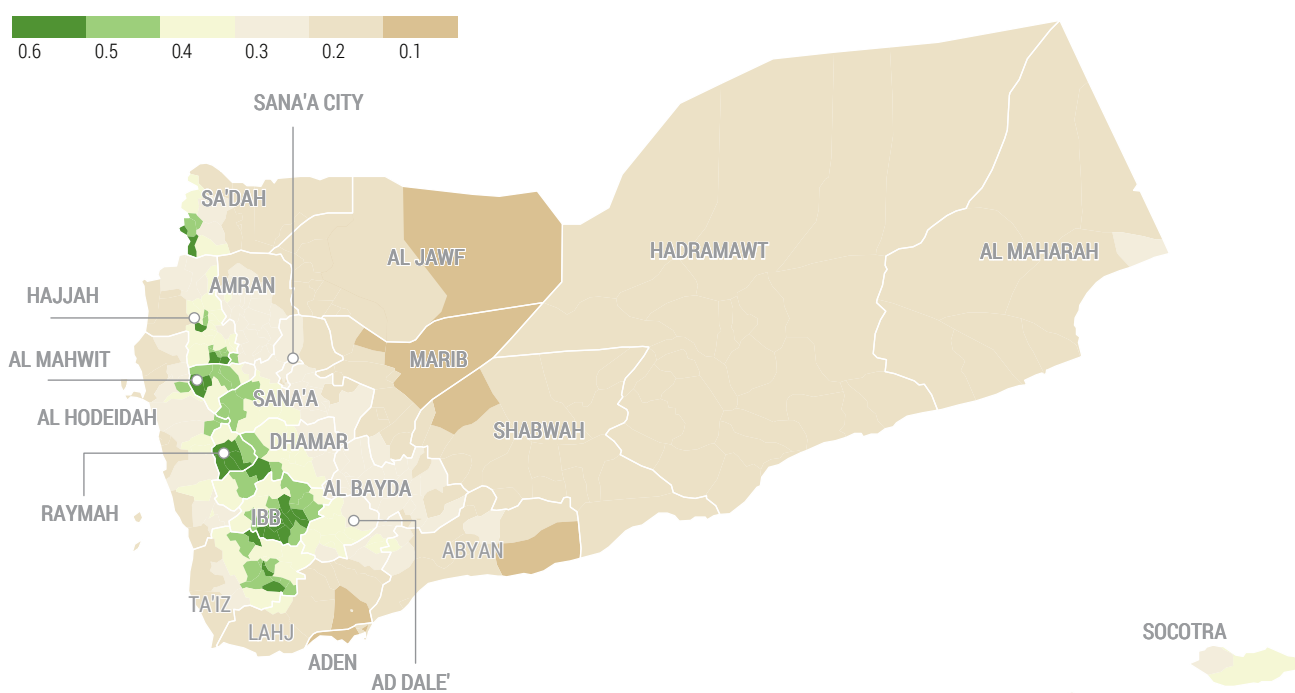 0.6 0.5 0.4 0.3 0.2 0.1
SANA'A CITY
SA'DAH
HADRAMAWT
AL MAHARAH
AL JAWF
AMRAN
HAJJAH
AL MAHWIT
MARIB
SANA'A
AL HODEIDAH
SHABWAH
DHAMAR
AL BAYDA
RAYMAH
IBB
ABYAN
TA'IZ
LAHJ
SOCOTRA
ADEN
AD DALE'